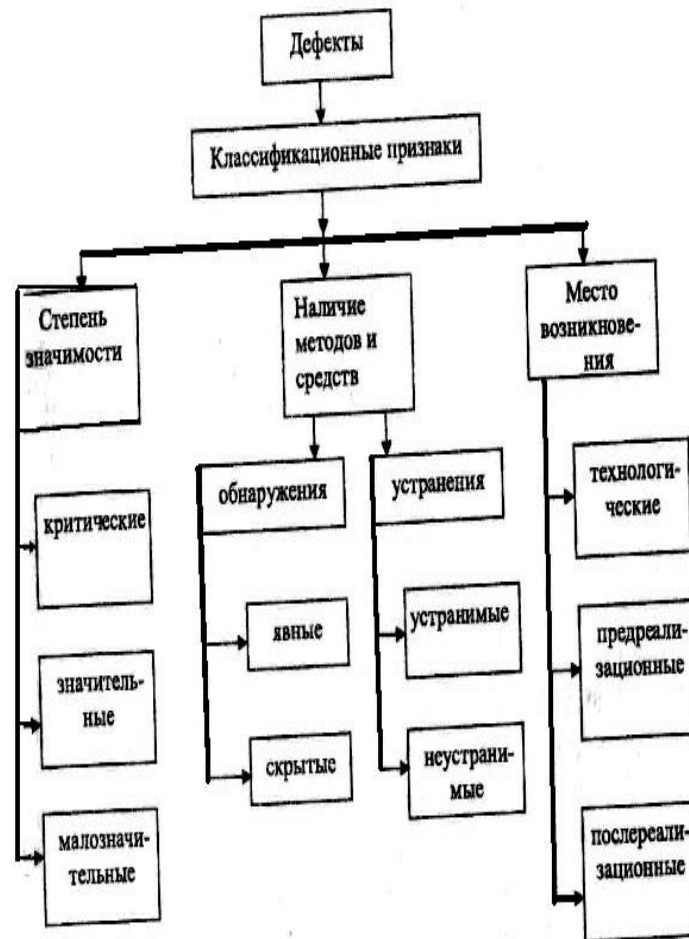 Дефекты
Классификационные признаки
Степень
значимости
Наличие
методов и
средств
Место
возникнове-
ния
обнаружения
устранения
технологи-
ческие
критические
явные
устранимые
предреали-
зационные
значитель-
ные
скрытые
неустрани-
мые
малозначи-
тельные
послереали-
зационные